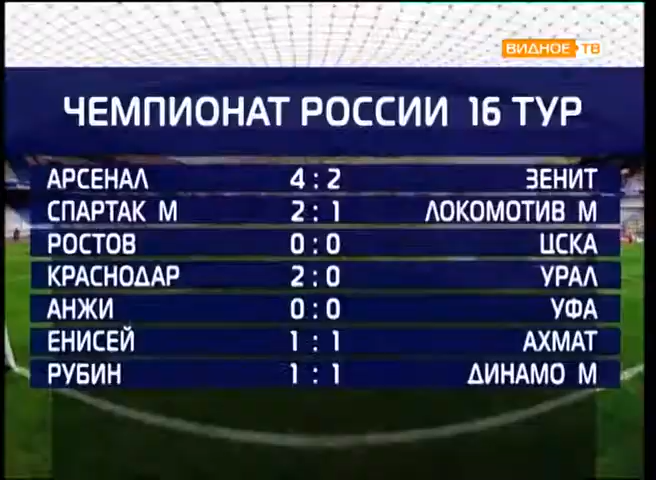 ВИДНОЕ ТВ
ЧЕМПИОНАТ РОССИИ 16 ТУР
АРСЕНАЛ 4 : 2 ЗЕНИТ
СПАРТАК М 2 : 1 ЛОКОМОТИВ М
РОСТОВ 0 : 0 ЦСКА
КРАСНОДАР 2 : 0 УРАЛ
АНЖИ 0 : 0 УФА
ЕНИСЕЙ 1 : 1 АХМАТ
РУБИН 1 : 1 ДИНАМО М